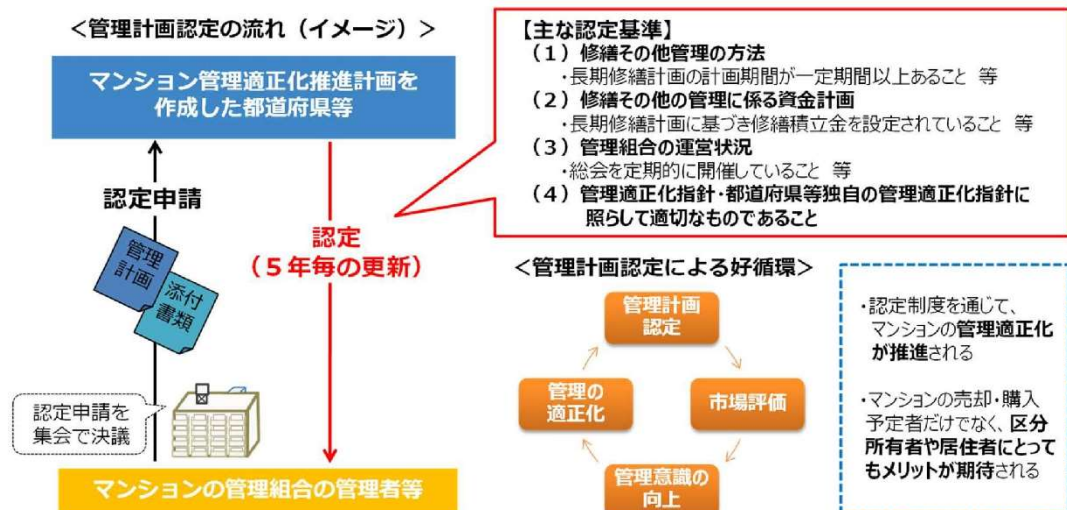 ＜管理計画認定の流れ（イメージ）＞
マンション管理適正化推進計画を
作成した都道府県等
認定申請
管理
計画
添付
書類
認定
（５年毎の更新）
認定申請を
集会で決議
マンションの管理組合の管理者等
【主な認定基準】
（１）修繕その他管理の方法
・長期修繕計画の計画期間が一定期間以上あること 等
（２）修繕その他の管理に係る資金計画
・長期修繕計画に基づき修繕積立金を設定されていること 等
（３）管理組合の運営状況
・総会を定期的に開催していること 等
（４）管理適正化指針・都道府県等独自の管理適正化指針に
照らして適切なものであること
＜管理計画認定による好循環＞
管理計画
認定
市場評価
管理意識の
向上
管理の
適正化
・認定制度を通じて、
マンションの管理適正化
が推進される
・マンションの売却・購入
予定者だけでなく、区分
所有者や居住者にとって
もメリットが期待される